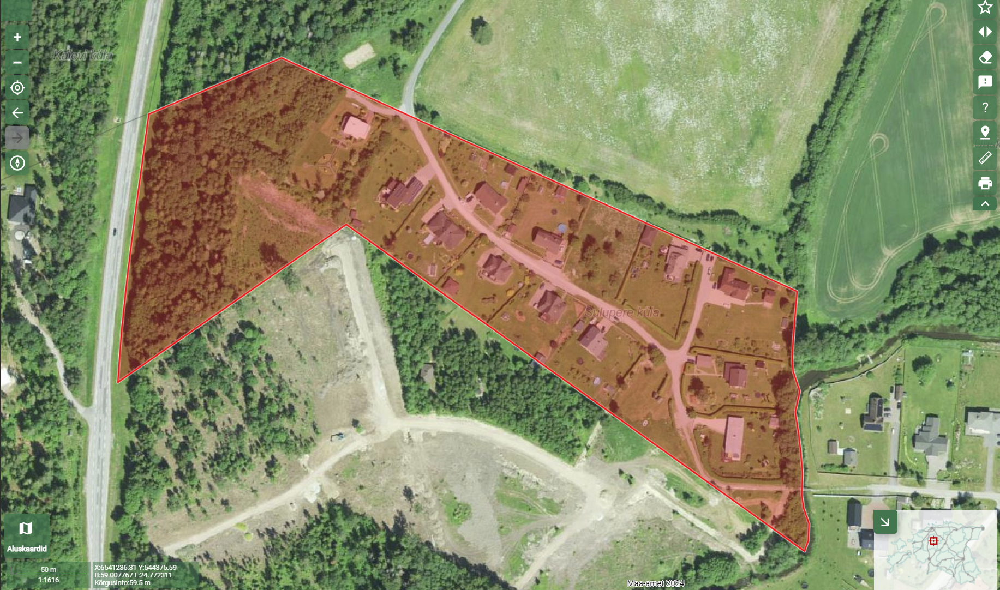 Kalevi küla
Sulupere küla
Aluskaardid
50 m
1:1616
X:6541236.31 Y:544375.59
B:59.007767 L:24.772311
Kõrgusinfo:59.5 m
Maa-amet 2024